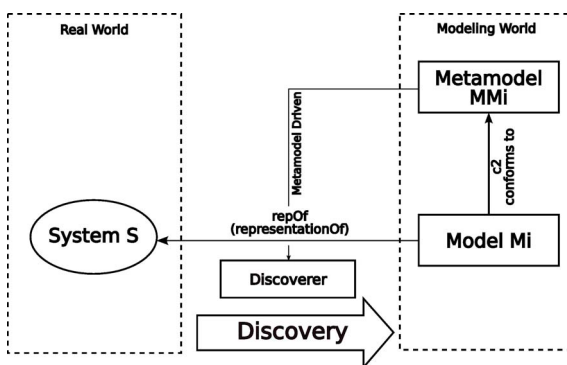 Real World
Modeling World
Metamodel
MMi
Metamodel Driven
c2
conforms to
repOf
(representationOf)
System S
Model Mi
Discoverer
Discovery